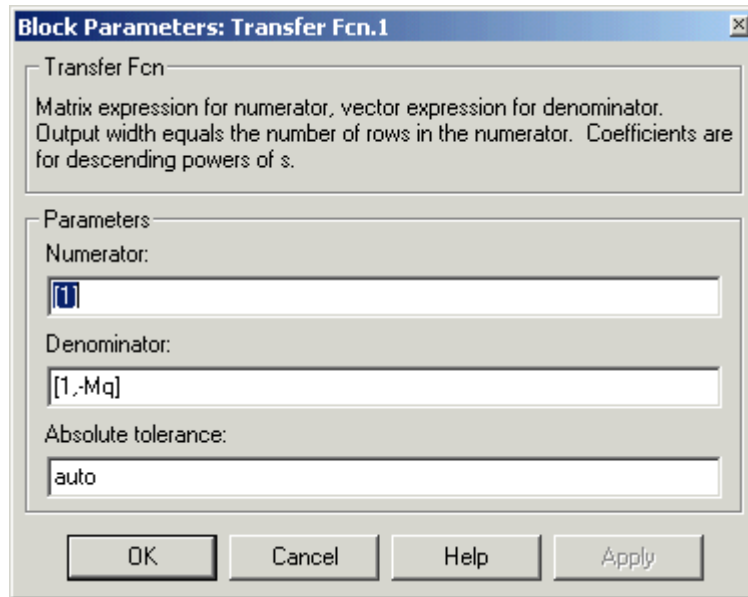 Block Parameters: Transfer Fcn.1
Transfer Fcn
Matrix expression for numerator, vector expression for denominator.
Output width equals the number of rows in the numerator.  Coefficients are
for descending powers of s.
Parameters
Numerator:
[1]
Denominator:
[1,-Mq]
Absolute tolerance:
auto
OK
Cancel
Help
Apply